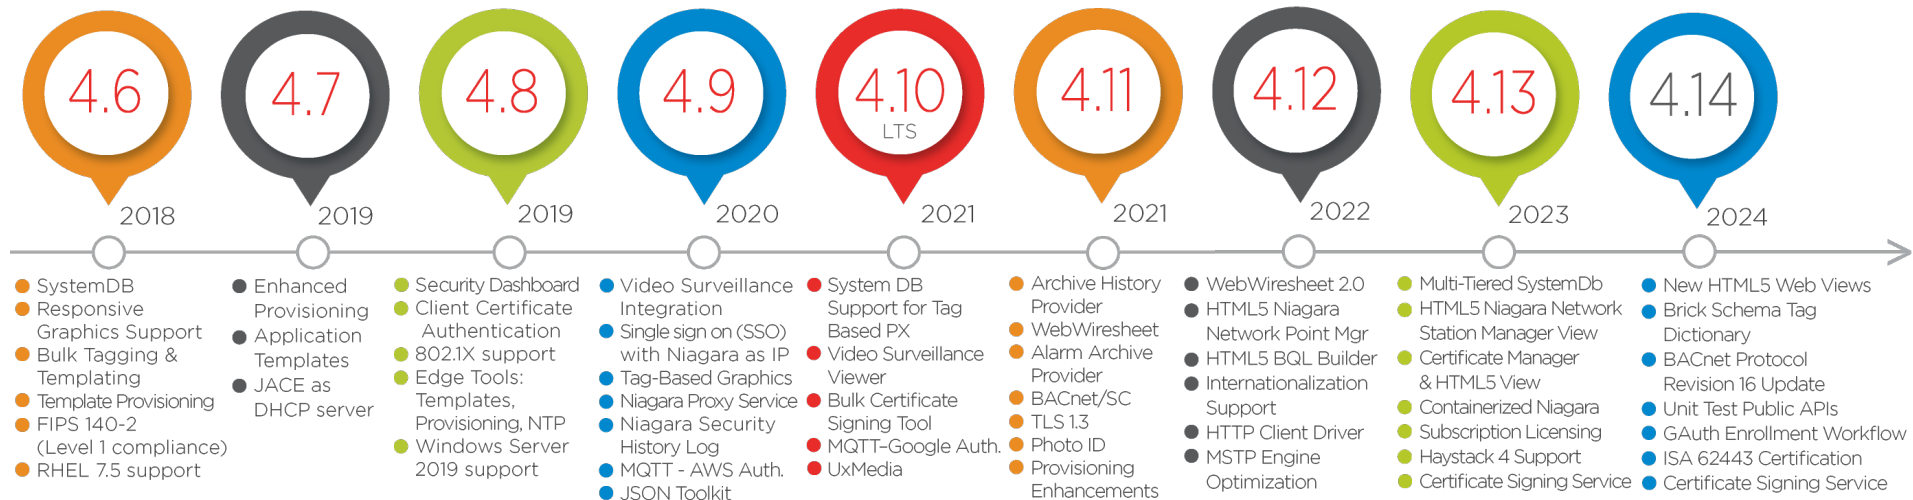 4.6
2018
SystemDB
Responsive
Graphics Support
Bulk Tagging &
Templating
Template Provisioning
FIPS 140-2
(Level 1 compliance)
RHEL 7.5 support
4.7
2019
Enhanced
Provisioning
Application
Templates
JACE as
DHCP server
4.8
2019
Security Dashboard
Client Certificate
Authentication
802.1X support
Edge Tools:
Templates,
Provisioning, NTP
Windows Server
2019 support
4.9
2020
Video Surveillance
Integration
Single sign on (SSO)
with Niagara as IP
Tag-Based Graphics
Niagara Proxy Service
Niagara Security
History Log
MQTT - AWS Auth.
JSON Toolkit
4.10
LTS
2021
System DB
Support for Tag
Based PX
Video Surveillance
Viewer
Bulk Certificate
Signing Tool
MQTT–Google Auth.
UxMedia
4.11
2021
Archive History
Provider
WebWiresheet
Alarm Archive
Provider
BACnet/SC
TLS 1.3
Photo ID
Provisioning
Enhancements
4.12
2022
WebWiresheet 2.0
HTML5 Niagara
Network Point Mgr
HTML5 BQL Builder
Internationalization
Support
HTTP Client Driver
MSTP Engine
Optimization
4.13
2023
Multi-Tiered SystemDb
HTML5 Niagara Network
Station Manager View
Certificate Manager
& HTML5 View
Containerized Niagara
Subscription Licensing
Haystack 4 Support
Certificate Signing Service
4.14
2024
New HTML5 Web Views
Brick Schema Tag
Dictionary
BACnet Protocol
Revision 16 Update
Unit Test Public APIs
GAuth Enrollment Workflow
ISA 62443 Certification
Certificate Signing Service